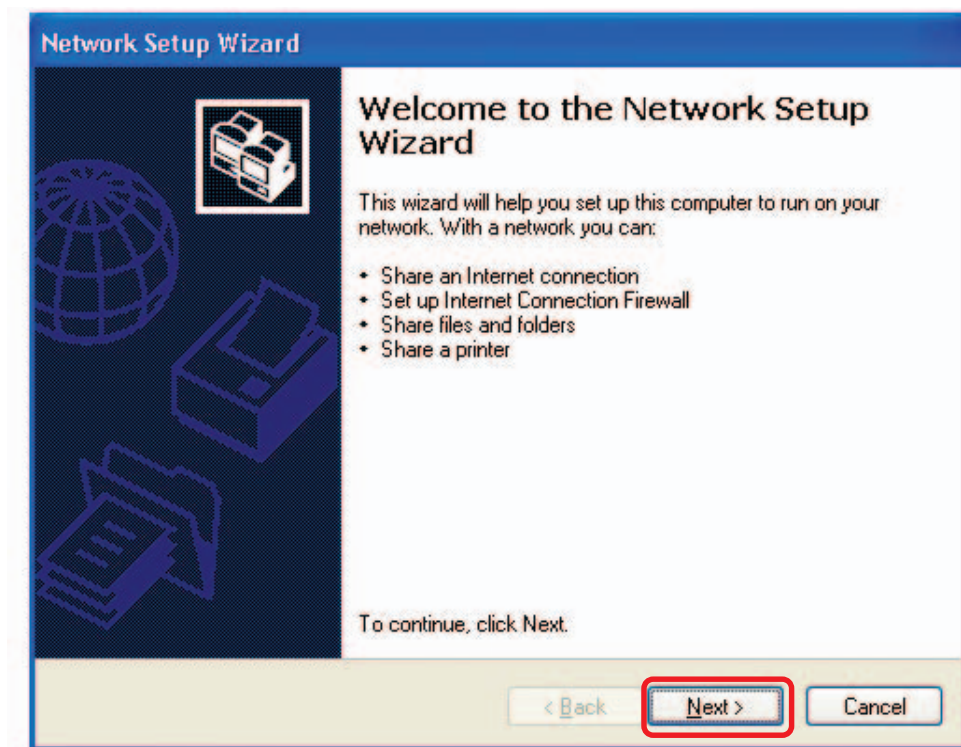 Network Setup Wizard
Welcome to the Network Setup
Wizard
This wizard will help you set up this computer to run on your
network. With a network you can:
• Share an Internet connection
• Set up Internet Connection Firewall
• Share files and folders
• Share a printer
To continue, click Next.
< Back Next > Cancel